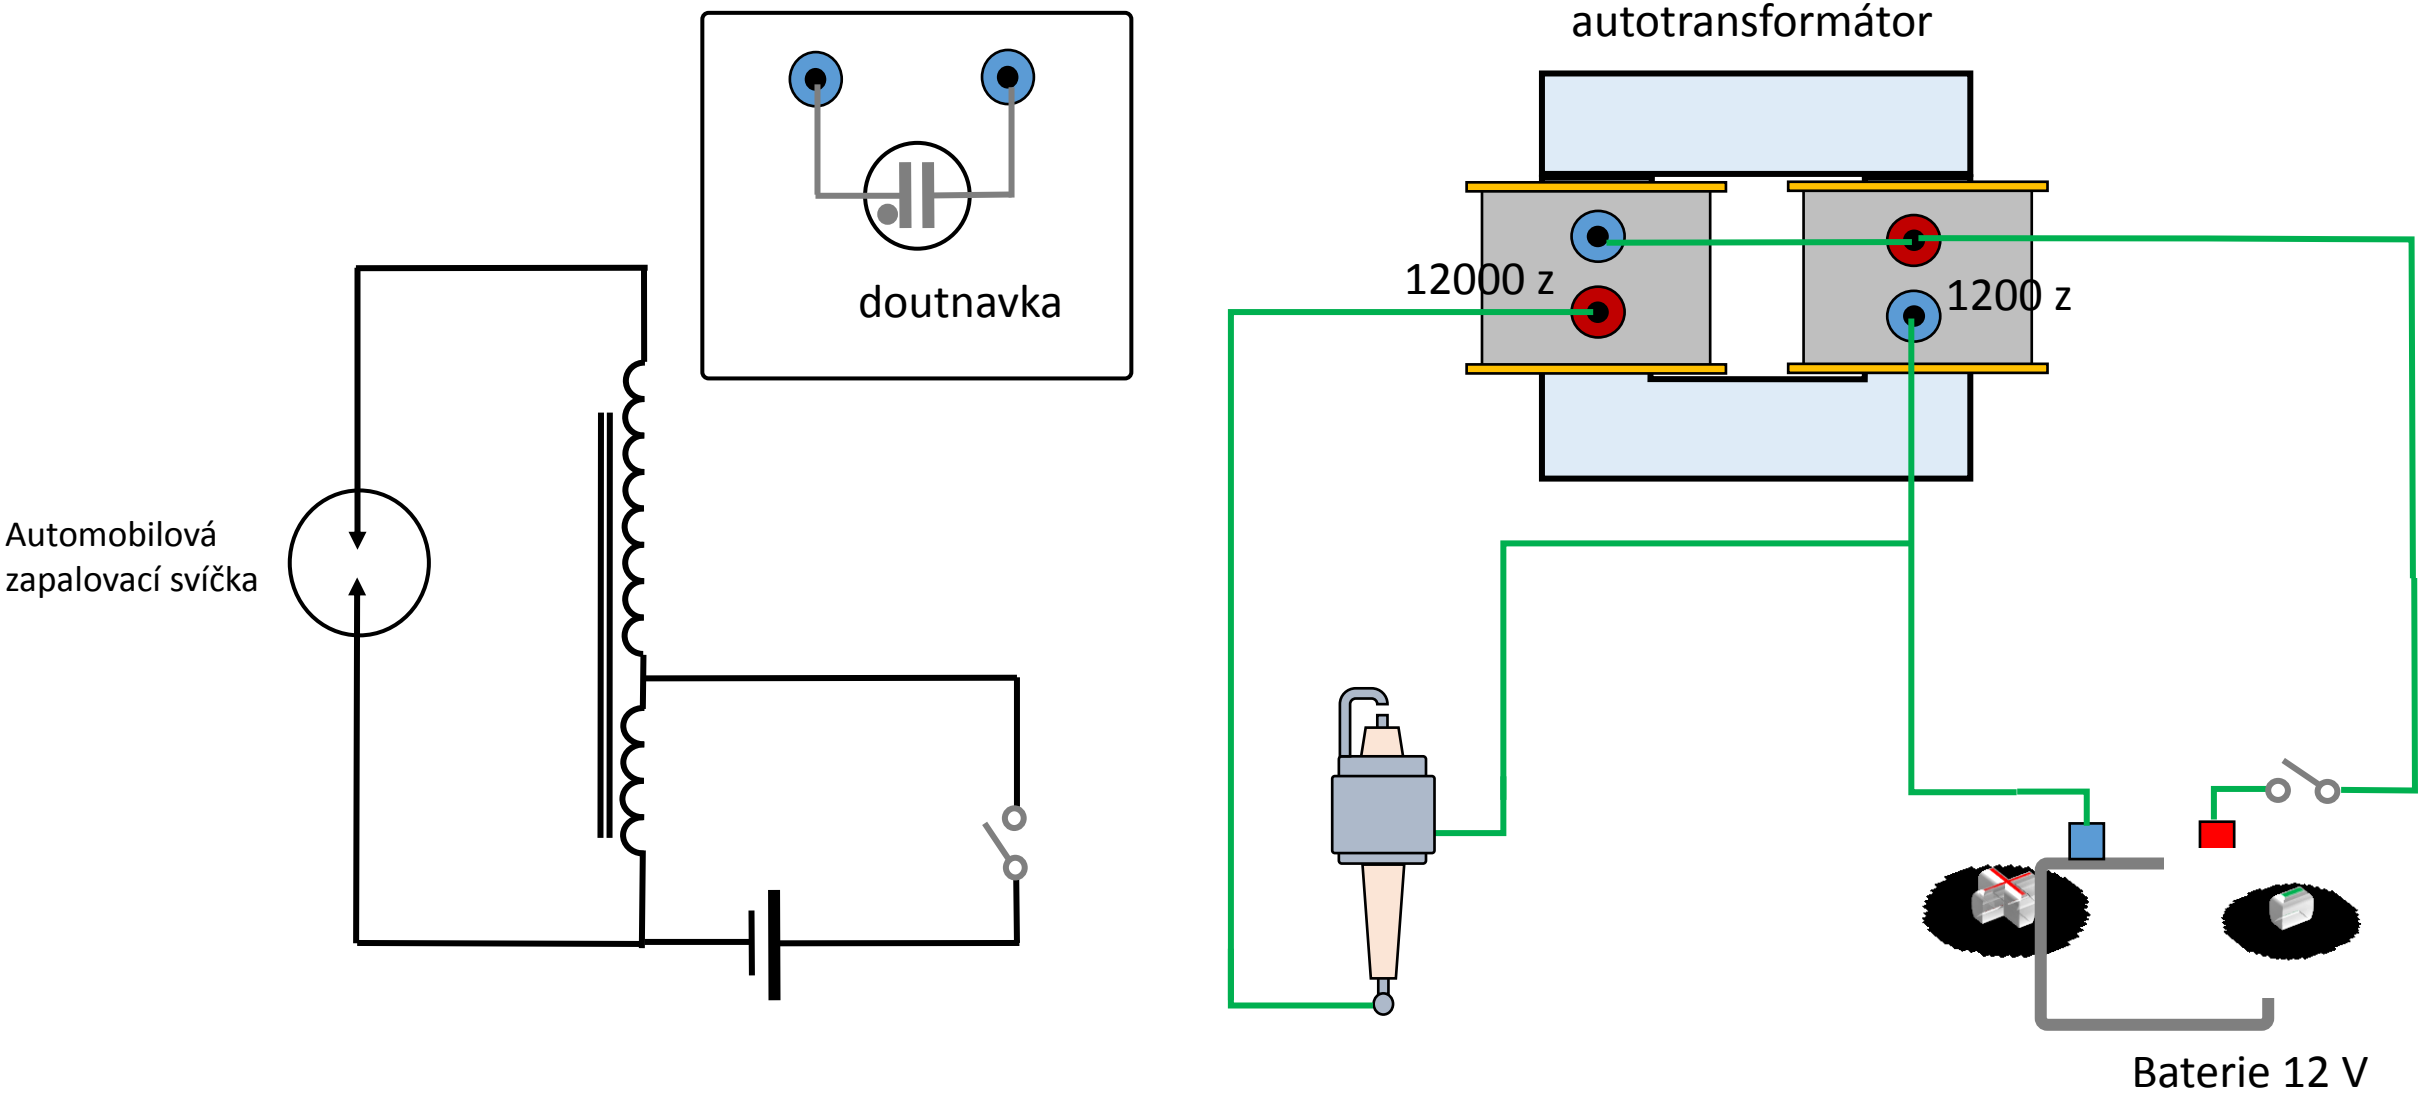 autotransformátor
doutnavka
12000 z
1200 z
Automobilová
zapalovací svíčka
Baterie 12 V